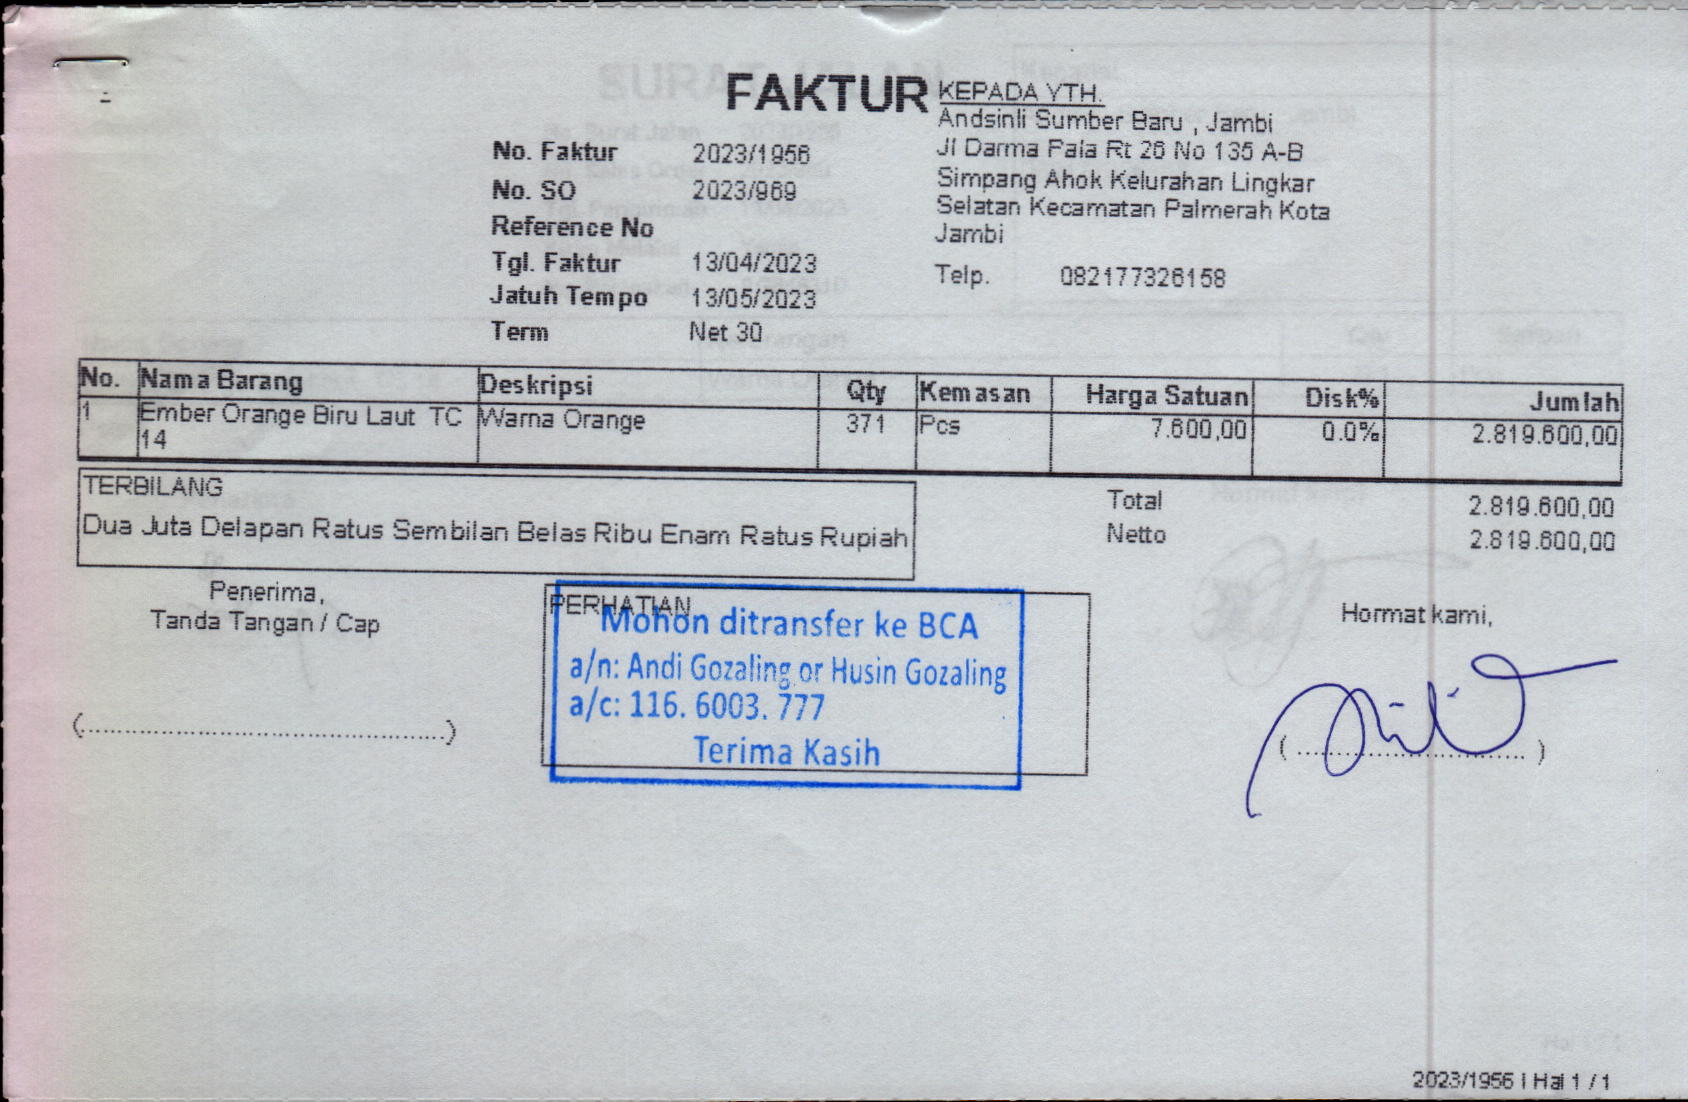 FAKTUR
No. Faktur 2023/1956
No. SO 2023/969
Reference No
Tgl. Faktur 13/04/2023
Jatuh Tempo 13/05/2023
Term Net 30
KEPADA YTH.
Andsinli Sumber Baru , Jambi
Jl Darma Pala Rt 26 No 135 A-B
Simpang Ahok Kelurahan Lingkar
Selatan Kecamatan Palmerah Kota
Jambi
Telp. 082177326158
No. Nama Barang Deskripsi Qty Kemasan Harga Satuan Disk% Jumlah
1 Ember Orange Biru Laut TC Warna Orange 371 Pcs 7.600,00 0.0% 2.819.600,00
14
TERBILANG
Dua Juta Delapan Ratus Sembilan Belas Ribu Enam Ratus Rupiah
Total 2.819.600,00
Netto 2.819.600,00
Penerima,
Tanda Tangan / Cap
(..............................................)
PERHATIAN
Mohon ditransfer ke BCA
a/n: Andi Gozaling or Husin Gozaling
a/c: 116. 6003. 777
Terima Kasih
Hormat kami,
(.....................................)
2023/1956 | Hal 1 / 1